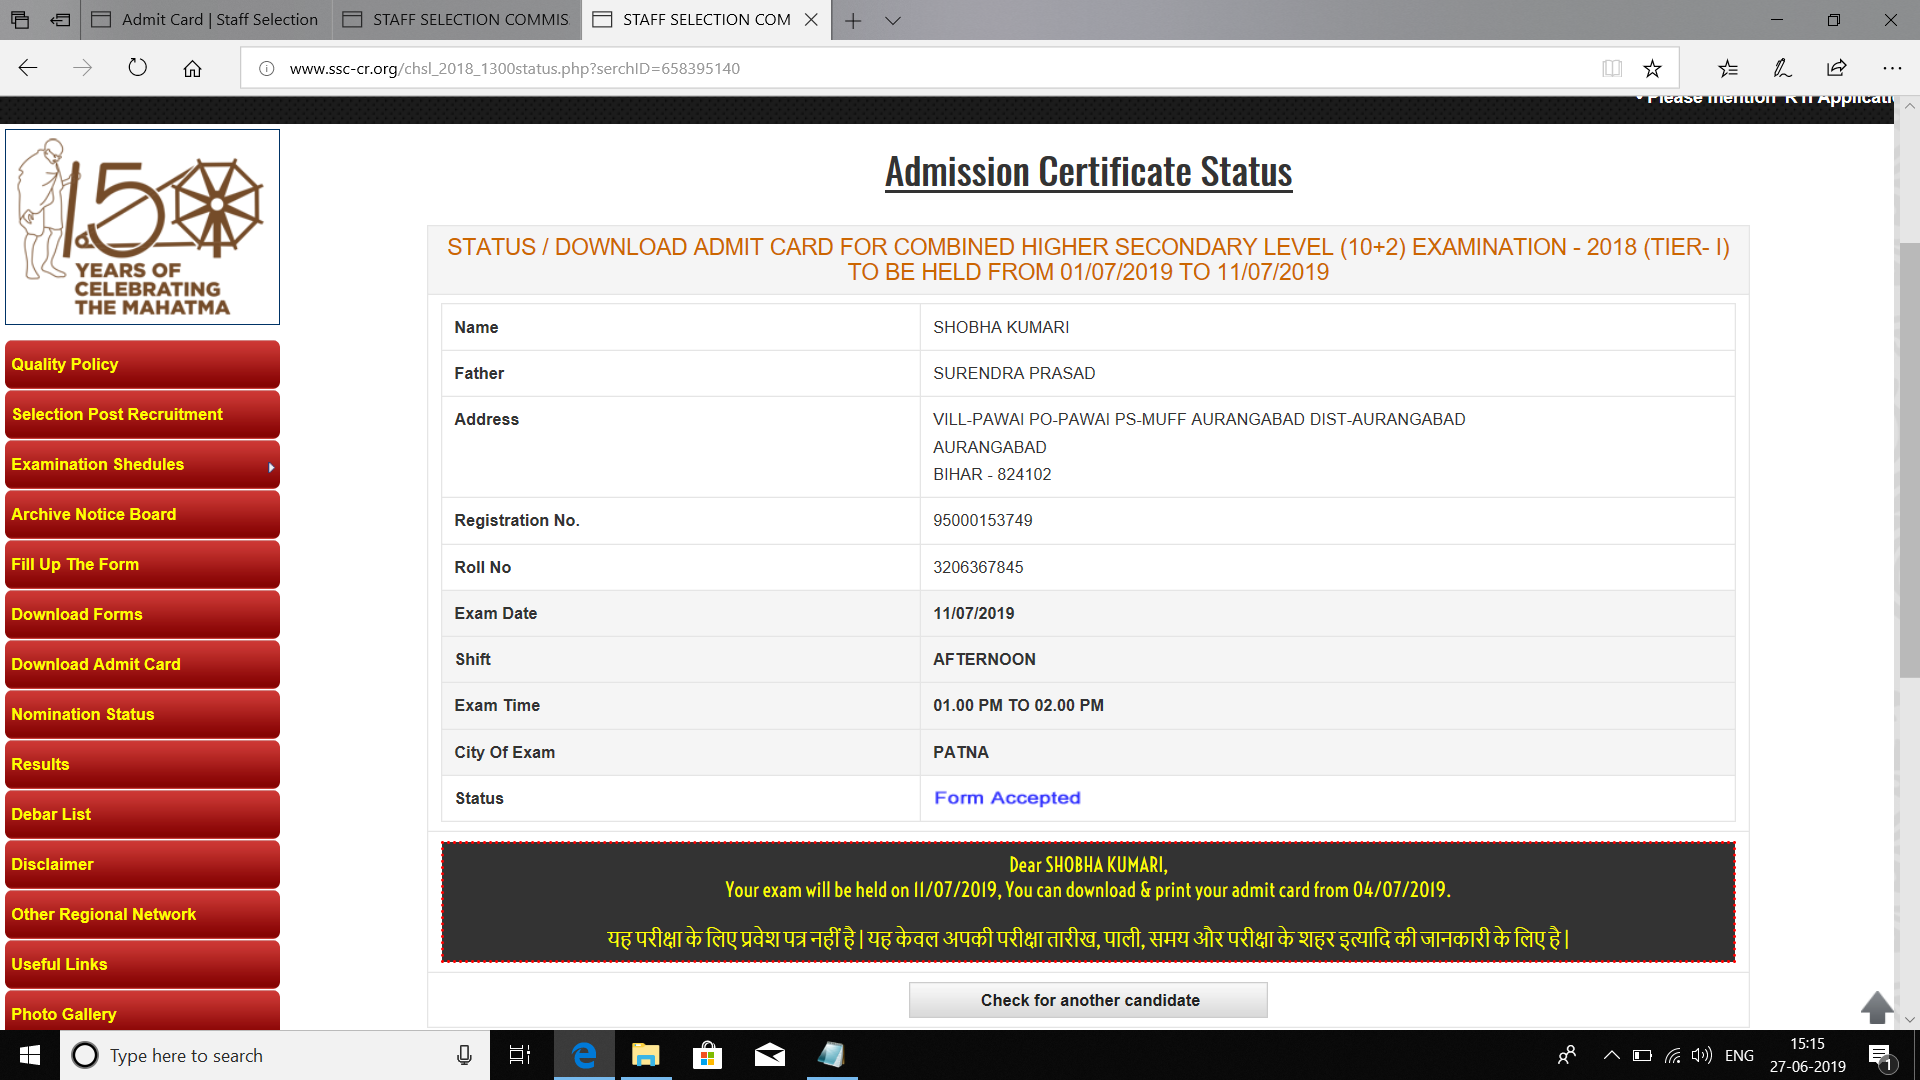 Admit Card | Staff Selection
STAFF SELECTION COMMIS
STAFF SELECTION COM
www.ssc-cr.org/chsl_2018_1300status.php?serchID=658395140
• Please mention "RTI Applicati
150
YEARS OF
CELEBRATING
THE MAHATMA
Quality Policy
Selection Post Recruitment
Examination Shedules
Archive Notice Board
Fill Up The Form
Download Forms
Download Admit Card
Nomination Status
Results
Debar List
Disclaimer
Other Regional Network
Useful Links
Photo Gallery
Admission Certificate Status
STATUS / DOWNLOAD ADMIT CARD FOR COMBINED HIGHER SECONDARY LEVEL (10+2) EXAMINATION - 2018 (TIER- I)
TO BE HELD FROM 01/07/2019 TO 11/07/2019
Name SHOBHA KUMARI
Father SURENDRA PRASAD
Address VILL-PAWAI PO-PAWAI PS-MUFF AURANGABAD DIST-AURANGABAD
AURANGABAD
BIHAR - 824102
Registration No. 95000153749
Roll No 3206367845
Exam Date 11/07/2019
Shift AFTERNOON
Exam Time 01.00 PM TO 02.00 PM
City Of Exam PATNA
Status Form Accepted
Dear SHOBHA KUMARI,
Your exam will be held on 11/07/2019, You can download & print your admit card from 04/07/2019.
यह परीक्षा के लिए प्रवेश पत्र नहीं है | यह केवल अपकी परीक्षा तारीख, पाली, समय और परीक्षा के शहर इत्यादि की जानकारी के लिए है |
Check for another candidate
Type here to search
ENG
15:15
27-06-2019
1